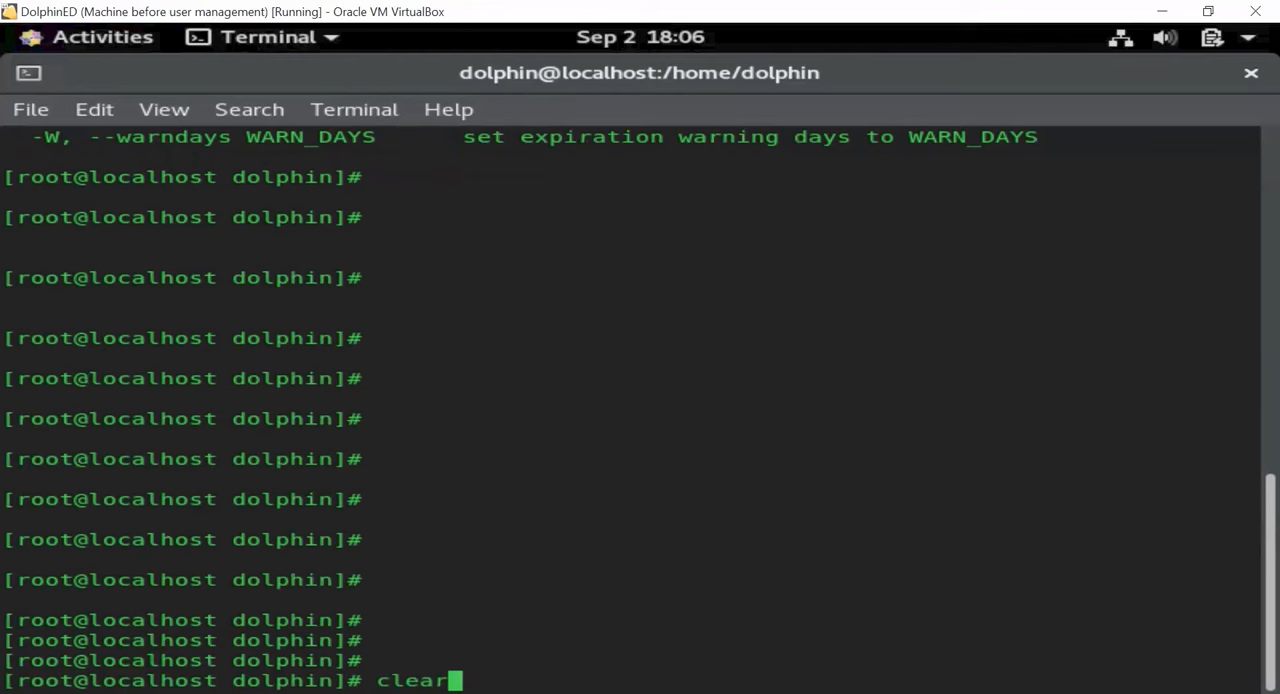 DolphinED (Machine before user management) [Running] - Oracle VM VirtualBox
Activities Terminal Sep 2 18:06
dolphin@localhost:/home/dolphin
File Edit View Search Terminal Help
-W, --warndays WARN_DAYS set expiration warning days to WARN_DAYS
[root@localhost dolphin]#
[root@localhost dolphin]#
[root@localhost dolphin]#
[root@localhost dolphin]#
[root@localhost dolphin]#
[root@localhost dolphin]#
[root@localhost dolphin]#
[root@localhost dolphin]#
[root@localhost dolphin]#
[root@localhost dolphin]#
[root@localhost dolphin]#
[root@localhost dolphin]#
[root@localhost dolphin]#
[root@localhost dolphin]# clear